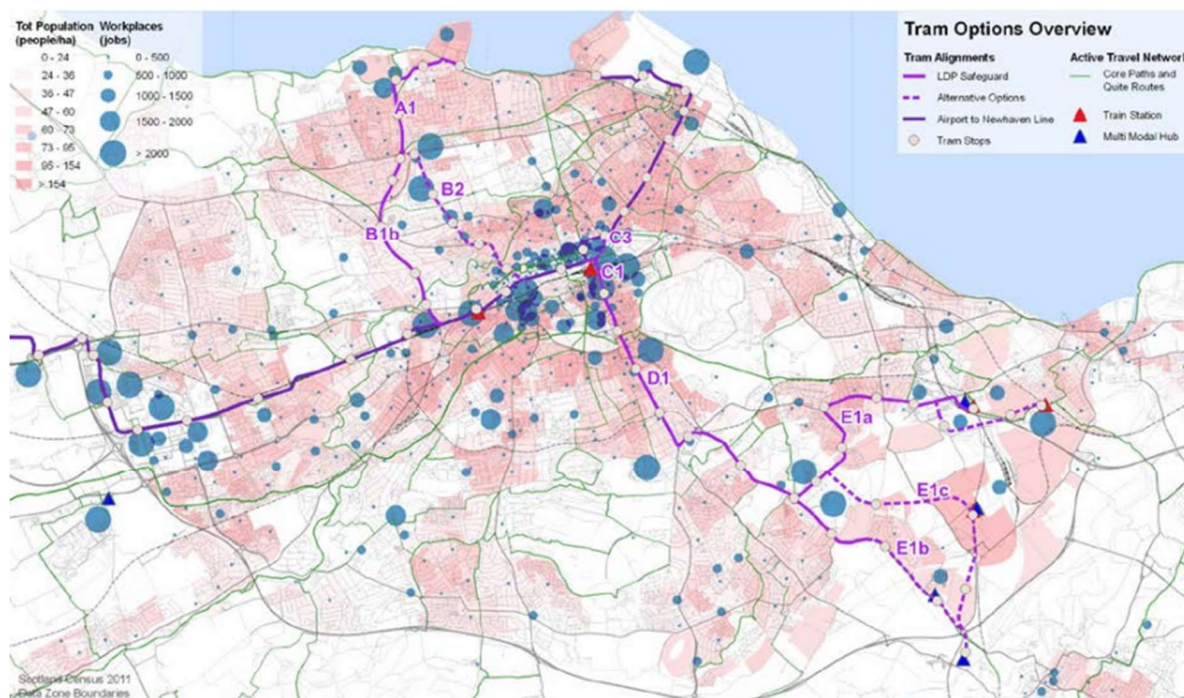 Tot Population
(people/ha)
0 - 24
24 - 36
36 - 47
47 - 60
60 - 73
73 - 95
95 - 154
> 154
Workplaces
(jobs)
0 - 500
500 - 1000
1000 - 1500
1500 - 2000
> 2000
Tram Options Overview
Tram Alignments
LDP Safeguard
Alternative Options
Airport to Newhaven Line
Tram Stops
Active Travel Network
Core Paths and
Quite Routes
Train Station
Multi Modal Hub
A1
B2
B1b
C3
C1
D1
E1a
E1c
E1b
Scotland Census 2011
Data Zone Boundaries